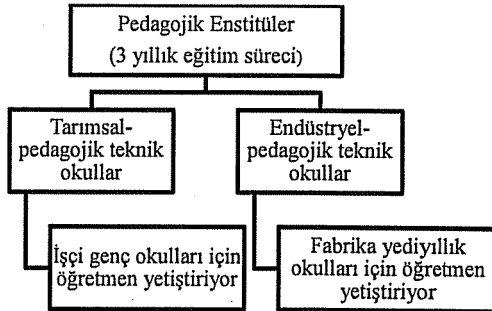 Pedagojik Enstitüler
(3 yıllık eğitim süreci)
Tarımsal-
pedagojik teknik
okullar
Endüstryel-
pedagojik teknik
okullar
İşçi genç okulları için
öğretmen yetiştiriyor
Fabrika yediyıllık
okulları için öğretmen
yetiştiriyor